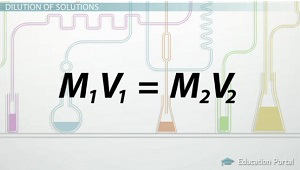 DILUTION OF SOLUTIONS
M₁V₁ = M₂V₂
Education Portal